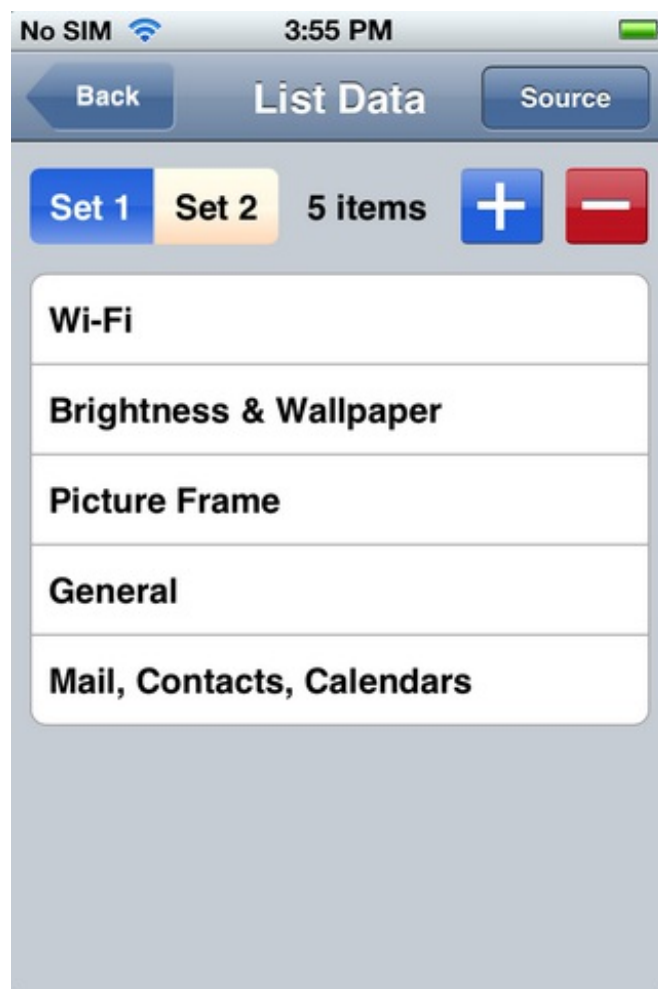 No SIM 3:55 PM
Back List Data Source
Set 1 Set 2 5 items + −
Wi-Fi
Brightness & Wallpaper
Picture Frame
General
Mail, Contacts, Calendars